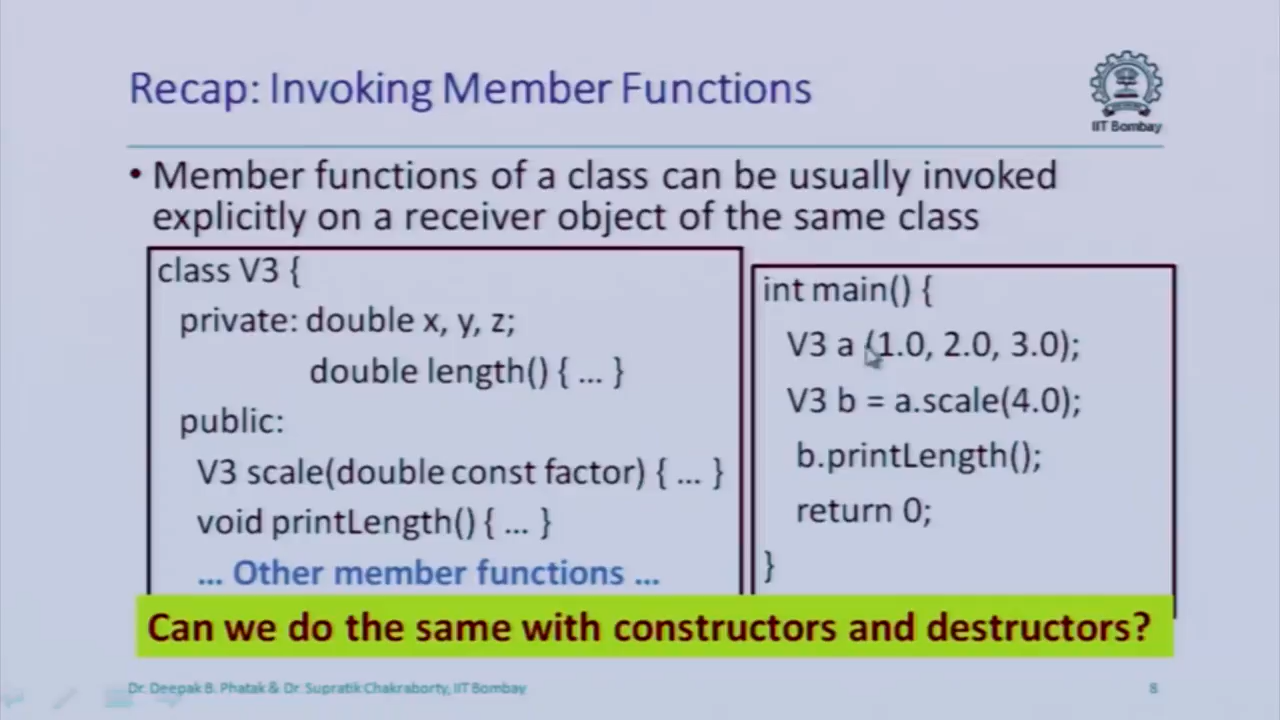 Recap: Invoking Member Functions
IIT Bombay
• Member functions of a class can be usually invoked
explicitly on a receiver object of the same class
class V3 {
private: double x, y, z;
double length() { ... }
public:
V3 scale(double const factor) { ... }
void printLength() { ... }
... Other member functions ...
int main() {
V3 a (1.0, 2.0, 3.0);
V3 b = a.scale(4.0);
b.printLength();
return 0;
}
Can we do the same with constructors and destructors?
Dr. Deepak B. Phatak & Dr. Supratik Chakraborty, IIT Bombay
8